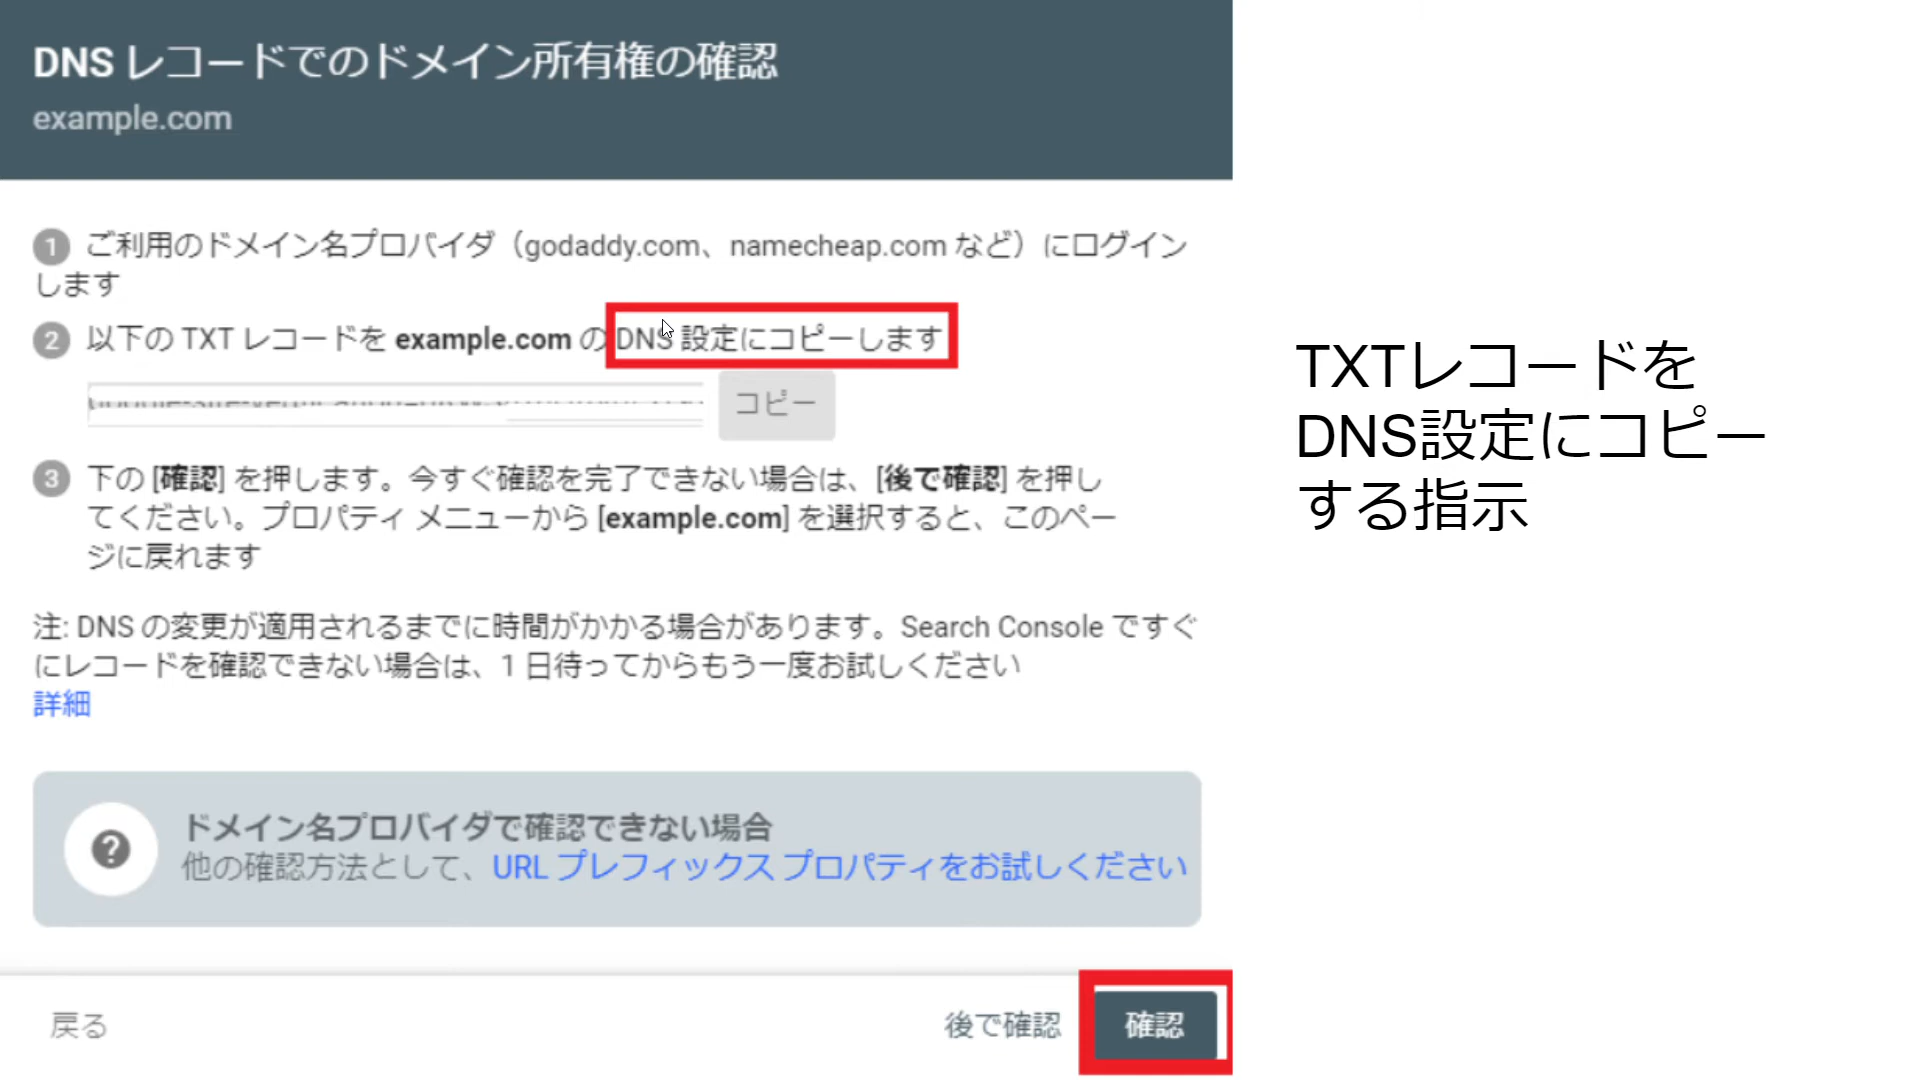 DNS レコードでのドメイン所有権の確認
example.com
1 ご利用のドメイン名プロバイダ（godaddy.com、namecheap.com など）にログイン
します
2 以下の TXT レコードを example.com の DNS 設定にコピーします
コピー
3 下の [確認] を押します。今すぐ確認を完了できない場合は、[後で確認] を押し
てください。プロパティ メニューから [example.com] を選択すると、このペー
ジに戻れます
注: DNS の変更が適用されるまでに時間がかかる場合があります。Search Console ですぐ
にレコードを確認できない場合は、1 日待ってからもう一度お試しください
詳細
? ドメイン名プロバイダで確認できない場合
他の確認方法として、URL プレフィックス プロパティをお試しください
戻る
後で確認
確認
TXTレコードを
DNS設定にコピー
する指示